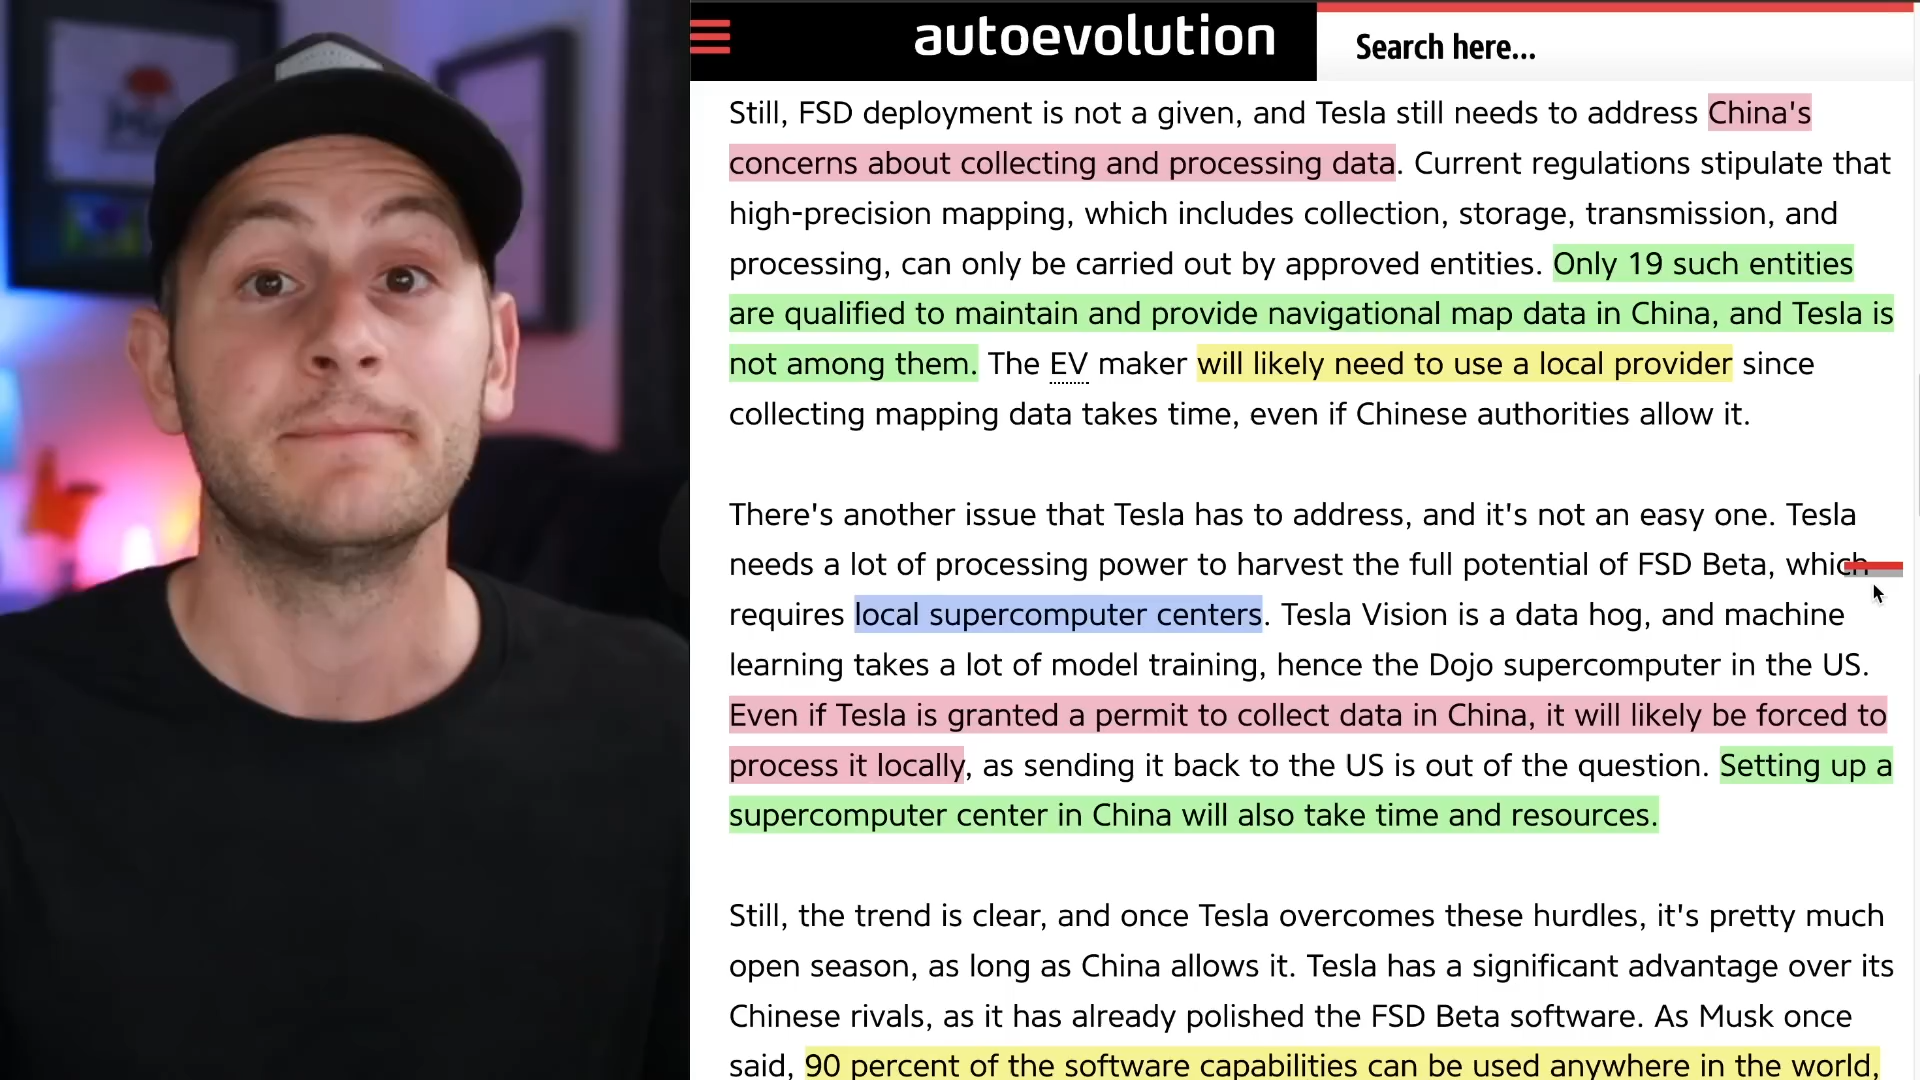 autoevolution
Search here...
Still, FSD deployment is not a given, and Tesla still needs to address China's
concerns about collecting and processing data. Current regulations stipulate that
high-precision mapping, which includes collection, storage, transmission, and
processing, can only be carried out by approved entities. Only 19 such entities
are qualified to maintain and provide navigational map data in China, and Tesla is
not among them. The EV maker will likely need to use a local provider since
collecting mapping data takes time, even if Chinese authorities allow it.
There's another issue that Tesla has to address, and it's not an easy one. Tesla
needs a lot of processing power to harvest the full potential of FSD Beta, which
requires local supercomputer centers. Tesla Vision is a data hog, and machine
learning takes a lot of model training, hence the Dojo supercomputer in the US.
Even if Tesla is granted a permit to collect data in China, it will likely be forced to
process it locally, as sending it back to the US is out of the question. Setting up a
supercomputer center in China will also take time and resources.
Still, the trend is clear, and once Tesla overcomes these hurdles, it's pretty much
open season, as long as China allows it. Tesla has a significant advantage over its
Chinese rivals, as it has already polished the FSD Beta software. As Musk once
said, 90 percent of the software capabilities can be used anywhere in the world,